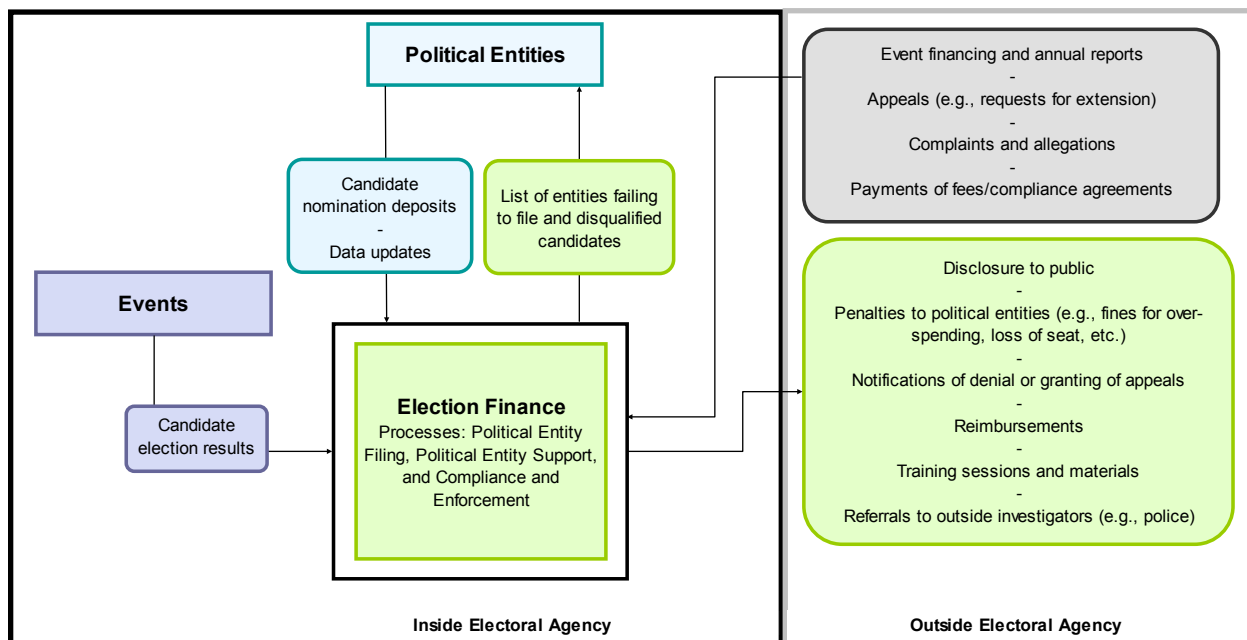 Political Entities
Candidate
nomination deposits
-
Data updates
List of entities failing
to file and disqualified
candidates
Events
Candidate
election results
Election Finance
Processes: Political Entity
Filing, Political Entity Support,
and Compliance and
Enforcement
Inside Electoral Agency
Event financing and annual reports
-
Appeals (e.g., requests for extension)
-
Complaints and allegations
-
Payments of fees/compliance agreements
Disclosure to public
-
Penalties to political entities (e.g., fines for over-
spending, loss of seat, etc.)
-
Notifications of denial or granting of appeals
-
Reimbursements
-
Training sessions and materials
-
Referrals to outside investigators (e.g., police)
Outside Electoral Agency